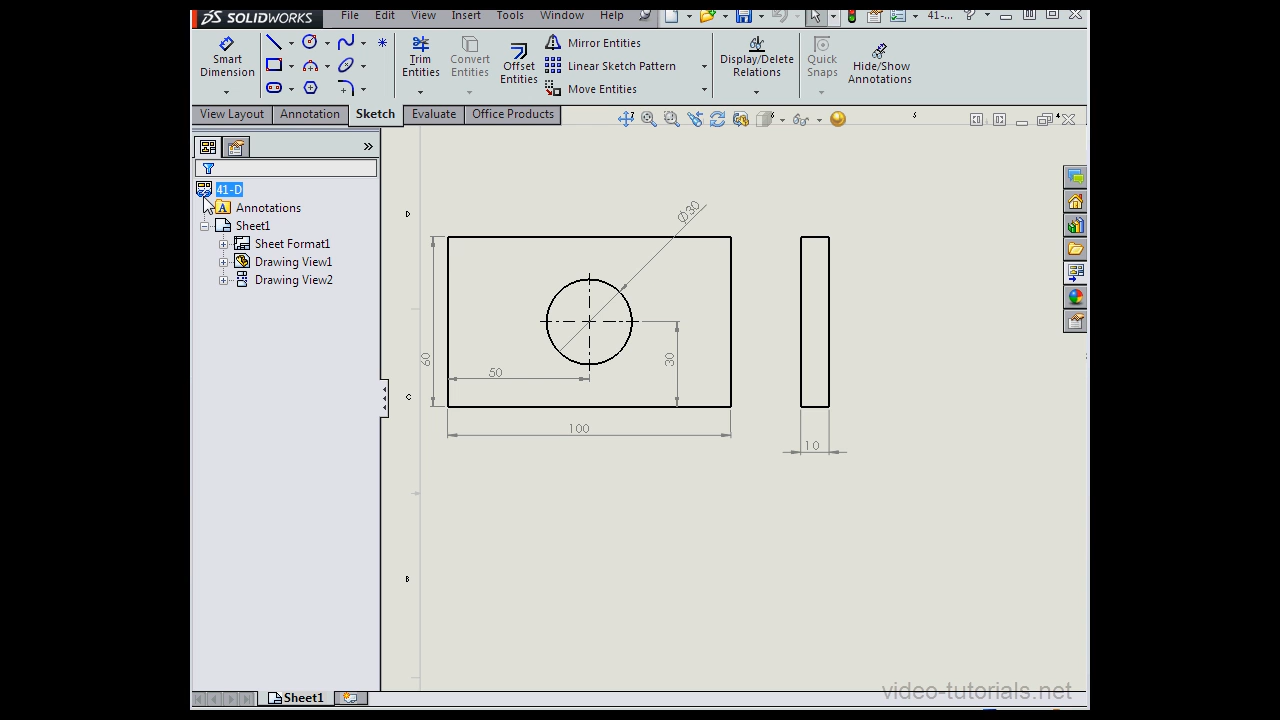 SOLIDWORKS File Edit View Insert Tools Window Help 41-... ?
Smart Dimension
Trim Entities
Convert Entities
Offset Entities
Mirror Entities
Linear Sketch Pattern
Move Entities
Display/Delete Relations
Quick Snaps
Hide/Show Annotations
View Layout Annotation Sketch Evaluate Office Products
»
41-D
A Annotations
Sheet1
Sheet Format1
Drawing View1
Drawing View2
D
C
B
Ø30
60
50
30
100
10
Sheet1
video-tutorials.net